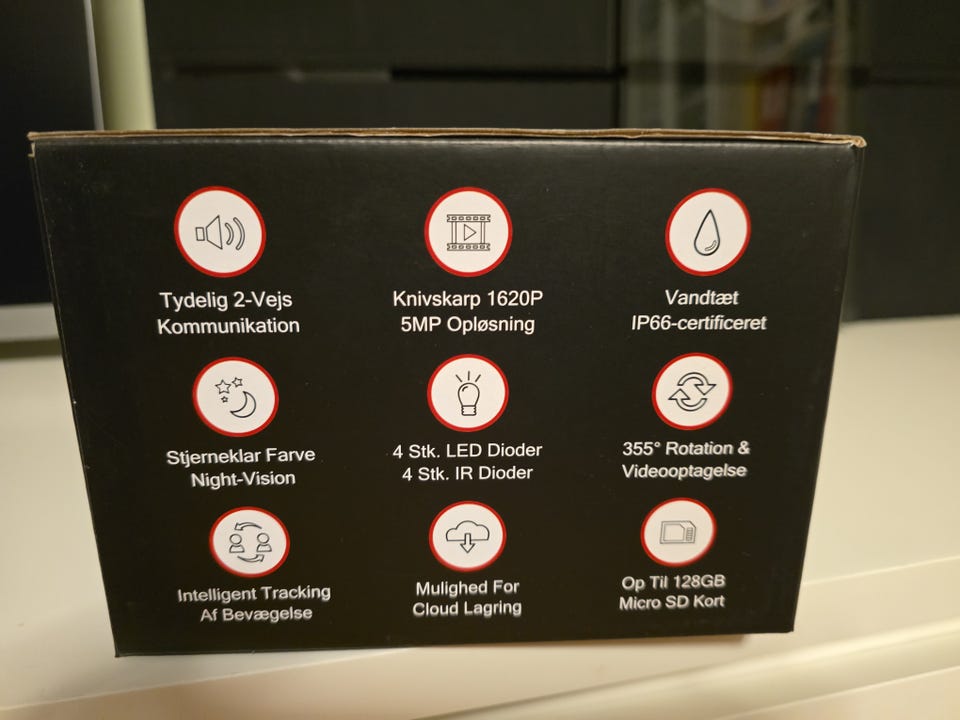 Tydelig 2-Vejs
Kommunikation
Knivskarp 1620P
5MP Opløsning
Vandtæt
IP66-certificeret
Stjerneklar Farve
Night-Vision
4 Stk. LED Dioder
4 Stk. IR Dioder
355° Rotation &
Videooptagelse
Intelligent Tracking
Af Bevægelse
Mulighed For
Cloud Lagring
Op Til 128GB
Micro SD Kort